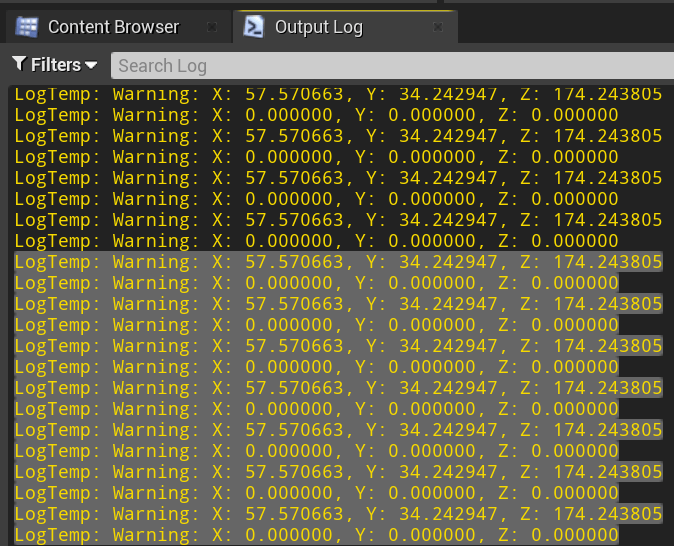 Content Browser
Output Log
Filters
Search Log
LogTemp: Warning: X: 57.570663, Y: 34.242947, Z: 174.243805
LogTemp: Warning: X: 0.000000, Y: 0.000000, Z: 0.000000
LogTemp: Warning: X: 57.570663, Y: 34.242947, Z: 174.243805
LogTemp: Warning: X: 0.000000, Y: 0.000000, Z: 0.000000
LogTemp: Warning: X: 57.570663, Y: 34.242947, Z: 174.243805
LogTemp: Warning: X: 0.000000, Y: 0.000000, Z: 0.000000
LogTemp: Warning: X: 57.570663, Y: 34.242947, Z: 174.243805
LogTemp: Warning: X: 0.000000, Y: 0.000000, Z: 0.000000
LogTemp: Warning: X: 57.570663, Y: 34.242947, Z: 174.243805
LogTemp: Warning: X: 0.000000, Y: 0.000000, Z: 0.000000
LogTemp: Warning: X: 57.570663, Y: 34.242947, Z: 174.243805
LogTemp: Warning: X: 0.000000, Y: 0.000000, Z: 0.000000
LogTemp: Warning: X: 57.570663, Y: 34.242947, Z: 174.243805
LogTemp: Warning: X: 0.000000, Y: 0.000000, Z: 0.000000
LogTemp: Warning: X: 57.570663, Y: 34.242947, Z: 174.243805
LogTemp: Warning: X: 0.000000, Y: 0.000000, Z: 0.000000
LogTemp: Warning: X: 57.570663, Y: 34.242947, Z: 174.243805
LogTemp: Warning: X: 0.000000, Y: 0.000000, Z: 0.000000
LogTemp: Warning: X: 57.570663, Y: 34.242947, Z: 174.243805
LogTemp: Warning: X: 0.000000, Y: 0.000000, Z: 0.000000
LogTemp: Warning: X: 57.570663, Y: 34.242947, Z: 174.243805
LogTemp: Warning: X: 0.000000, Y: 0.000000, Z: 0.000000